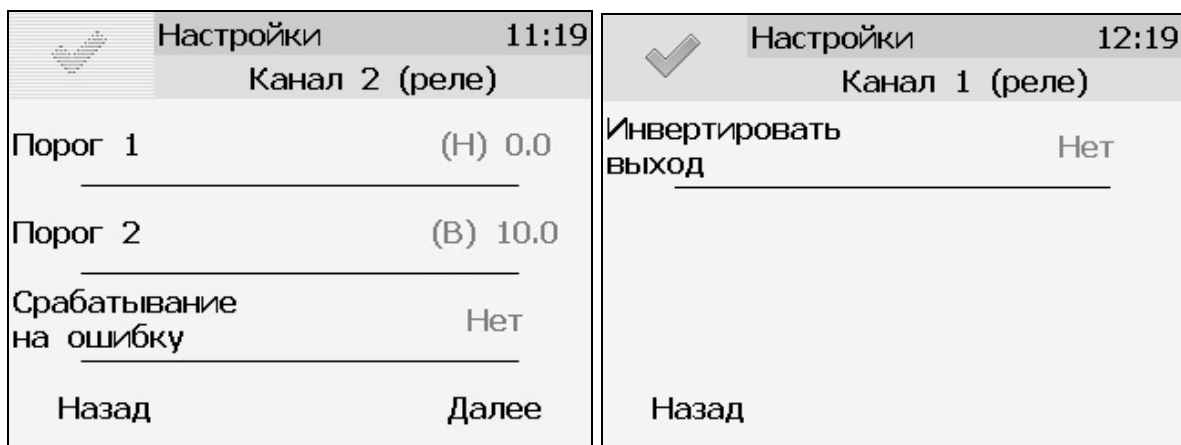 Настройки 11:19
Канал 2 (реле)
Порог 1 (Н) 0.0
Порог 2 (В) 10.0
Срабатывание
на ошибку Нет
Назад Далее
Настройки 12:19
Канал 1 (реле)
Инвертировать
выход Нет
Назад